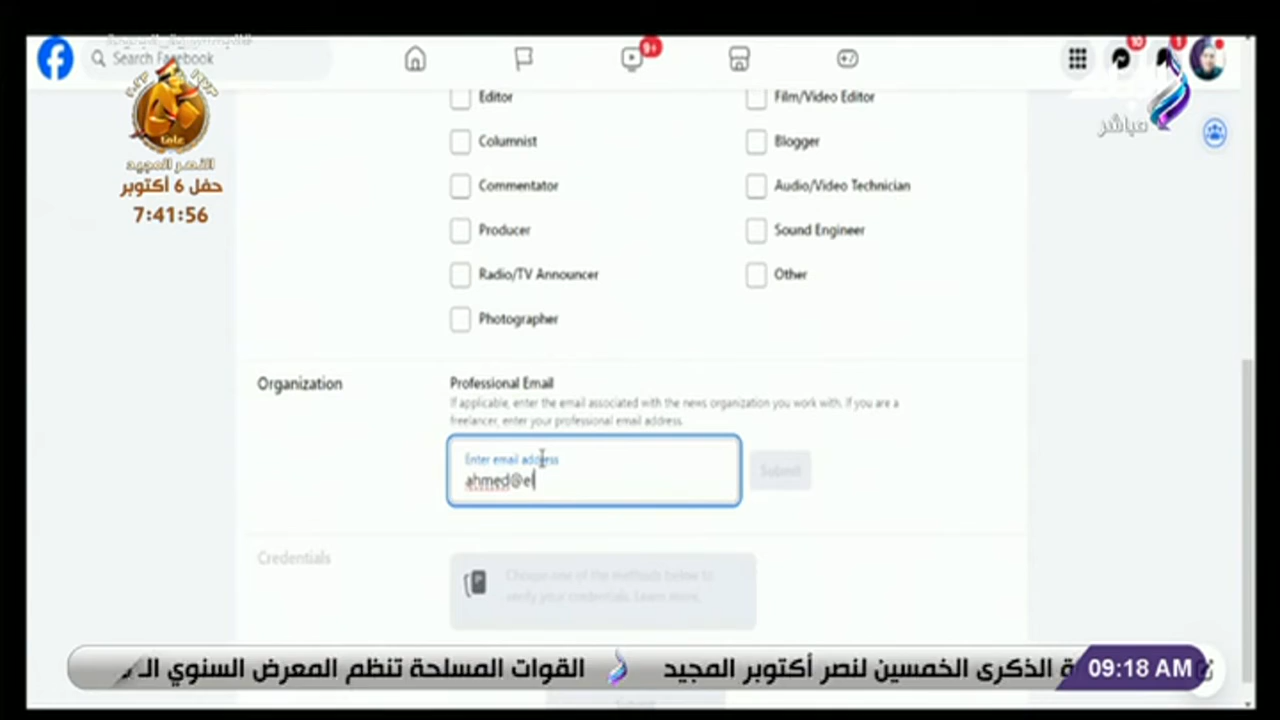 Search Facebook
9+
10
1
مباشر
النصر المجيد
حفل 6 أكتوبر
7:41:56
Editor
Film/Video Editor
Columnist
Blogger
Commentator
Audio/Video Technician
Producer
Sound Engineer
Radio/TV Announcer
Other
Photographer
Organization
Professional Email
If applicable, enter the email associated with the news organization you work with. If you are a
freelancer, enter your professional email address.
Enter email address
ahmed@el
Submit
Credentials
Choose one of the methods below to
verify your credentials. Learn more.
ة الذكرى الخمسين لنصر أكتوبر المجيد
القوات المسلحة تنظم المعرض السنوي الـ
09:18 AM